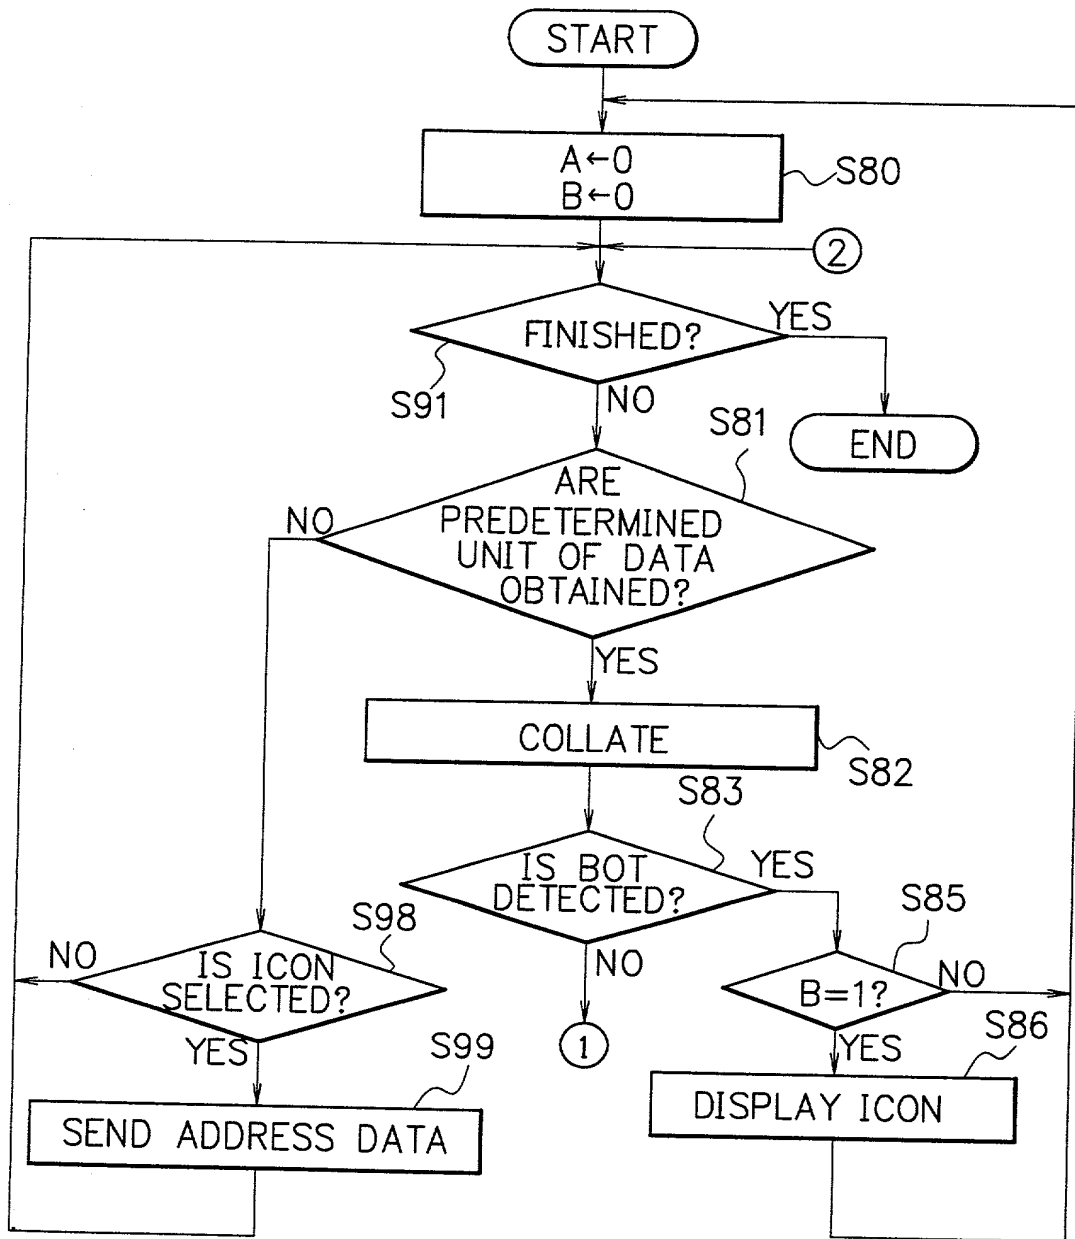 START
A←0
B←0
S80
2
FINISHED?
YES
S91
NO
END
S81
ARE
PREDETERMINED
UNIT OF DATA
OBTAINED?
NO
YES
COLLATE
S82
S83
IS BOT
DETECTED?
YES
NO
1
S85
B=1?
NO
YES
S86
DISPLAY ICON
S98
IS ICON
SELECTED?
NO
YES
S99
SEND ADDRESS DATA